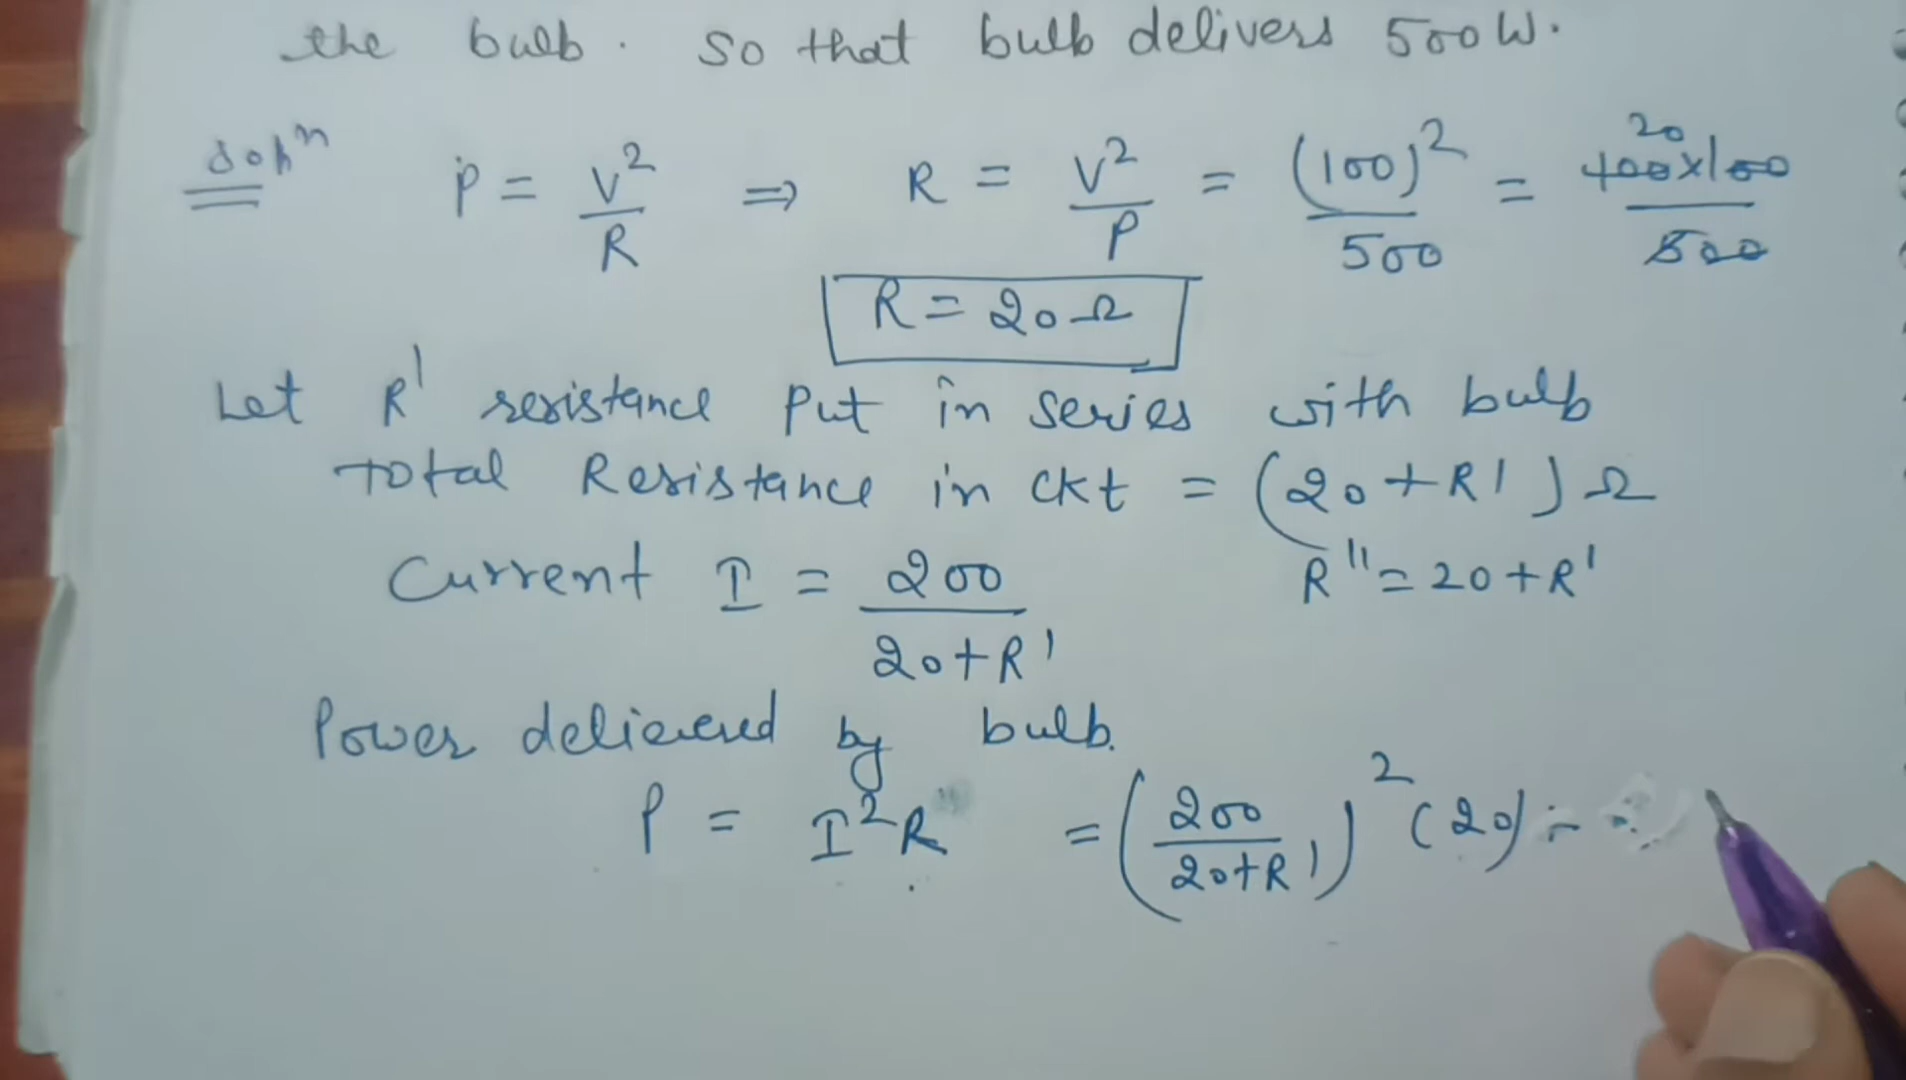 the bulb. So that bulb delivers 500W.
Solⁿ P = V²/R ⇒ R = V²/P = (100)²/500 = 100×100/500 20
R = 20Ω
Let R' resistance Put in series with bulb
Total Resistance in ckt = (20+R')Ω
Current I = 200/20+R' R'' = 20+R'
Power delievered by bulb.
P = I²R = (200/20+R')² (20) =